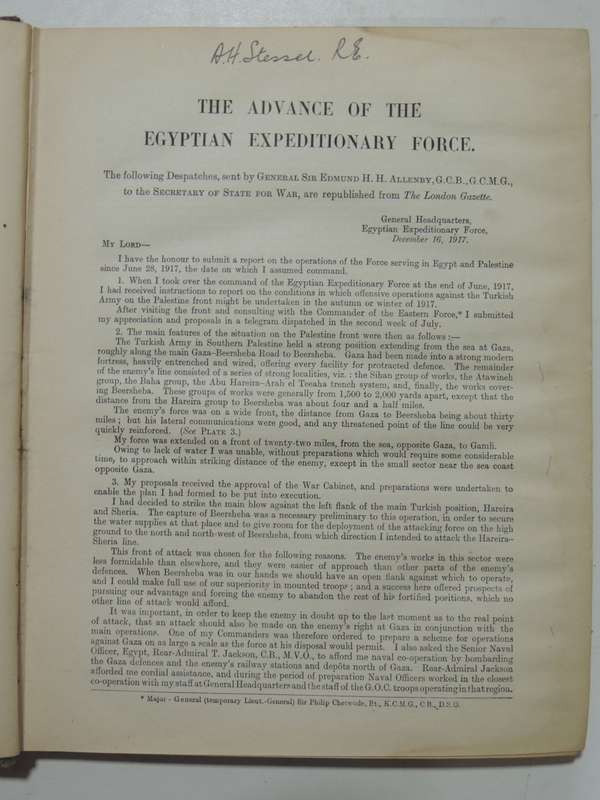 A.H. Stessel. R.E.
THE ADVANCE OF THE
EGYPTIAN EXPEDITIONARY FORCE.
The following Despatches, sent by GENERAL SIR EDMUND H. H. ALLENBY, G.C.B., G.C.M.G.,
to the SECRETARY OF STATE FOR WAR, are republished from The London Gazette.
General Headquarters,
Egyptian Expeditionary Force,
December 16, 1917.
MY LORD—
I have the honour to submit a report on the operations of the Force serving in Egypt and Palestine
since June 28, 1917, the date on which I assumed command.
1. When I took over the command of the Egyptian Expeditionary Force at the end of June, 1917,
I had received instructions to report on the conditions in which offensive operations against the Turkish
Army on the Palestine front might be undertaken in the autumn or winter of 1917.
After visiting the front and consulting with the Commander of the Eastern Force,* I submitted
my appreciation and proposals in a telegram dispatched in the second week of July.
2. The main features of the situation on the Palestine front were then as follows :—
The Turkish Army in Southern Palestine held a strong position extending from the sea at Gaza,
roughly along the main Gaza-Beersheba Road to Beersheba. Gaza had been made into a strong modern
fortress, heavily entrenched and wired, offering every facility for protracted defence. The remainder
of the enemy's line consisted of a series of strong localities, viz. : the Sihan group of works, the Atawineh
group, the Baha group, the Abu Hareira-Arab el Teeaha trench system, and, finally, the works cover-
ing Beersheba. These groups of works were generally from 1,500 to 2,000 yards apart, except that the
distance from the Hareira group to Beersheba was about four and a half miles.
The enemy's force was on a wide front, the distance from Gaza to Beersheba being about thirty
miles ; but his lateral communications were good, and any threatened point of the line could be very
quickly reinforced. (See PLATE 3.)
My force was extended on a front of twenty-two miles, from the sea, opposite Gaza, to Gamli.
Owing to lack of water I was unable, without preparations which would require some considerable
time, to approach within striking distance of the enemy, except in the small sector near the sea coast
opposite Gaza.
3. My proposals received the approval of the War Cabinet, and preparations were undertaken to
enable the plan I had formed to be put into execution.
I had decided to strike the main blow against the left flank of the main Turkish position, Hareira
and Sheria. The capture of Beersheba was a necessary preliminary to this operation, in order to secure
the water supplies at that place and to give room for the deployment of the attacking force on the high
ground to the north and north-west of Beersheba, from which direction I intended to attack the Hareira-
Sheria line.
This front of attack was chosen for the following reasons. The enemy's works in this sector were
less formidable than elsewhere, and they were easier of approach than other parts of the enemy's
defences. When Beersheba was in our hands we should have an open flank against which to operate,
and I could make full use of our superiority in mounted troops ; and a success here offered prospects of
pursuing our advantage and forcing the enemy to abandon the rest of his fortified positions, which no
other line of attack would afford.
It was important, in order to keep the enemy in doubt up to the last moment as to the real point
of attack, that an attack should also be made on the enemy's right at Gaza in conjunction with the
main operations. One of my Commanders was therefore ordered to prepare a scheme for operations
against Gaza on as large a scale as the force at his disposal would permit. I also asked the Senior Naval
Officer, Egypt, Rear-Admiral T. Jackson, C.B., M.V.O., to afford me naval co-operation by bombarding
the Gaza defences and the enemy's railway stations and depôts north of Gaza. Rear-Admiral Jackson
afforded me cordial assistance, and during the period of preparation Naval Officers worked in the closest
co-operation with my staff at General Headquarters and the staff of the G.O.C. troops operating in that region.
* Major-General (temporary Lieut.-General) Sir Philip Chetwode, Bt., K.C.M.G., C.B., D.S.O.